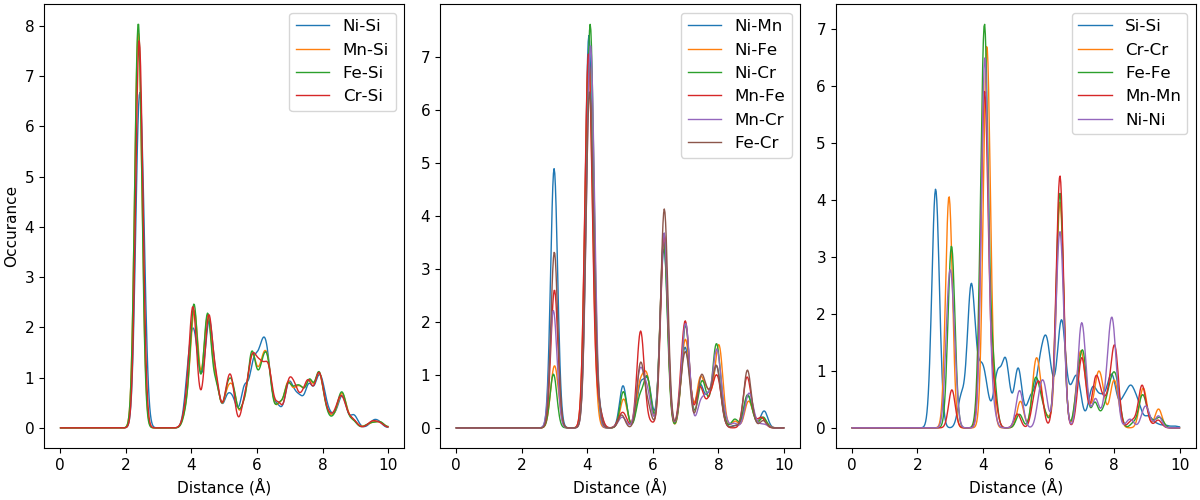 8
7
6
5
4
3
2
1
0
Occurance
0 2 4 6 8 10
Distance (Å)
Ni-Si
Mn-Si
Fe-Si
Cr-Si
7
6
5
4
3
2
1
0
0 2 4 6 8 10
Distance (Å)
Ni-Mn
Ni-Fe
Ni-Cr
Mn-Fe
Mn-Cr
Fe-Cr
7
6
5
4
3
2
1
0
0 2 4 6 8 10
Distance (Å)
Si-Si
Cr-Cr
Fe-Fe
Mn-Mn
Ni-Ni